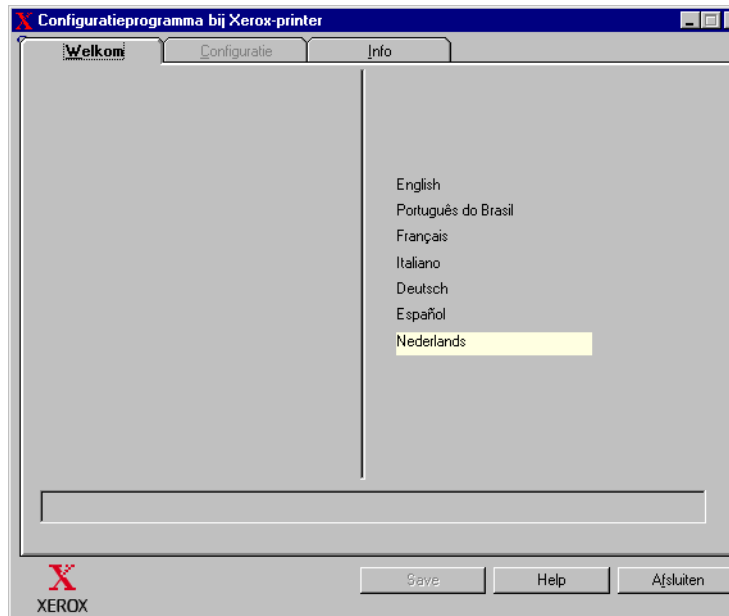 Configuratieprogramma bij Xerox-printer
Welkom
Configuratie
Info
English
Português do Brasil
Français
Italiano
Deutsch
Español
Nederlands
X
XEROX
Save
Help
Afsluiten